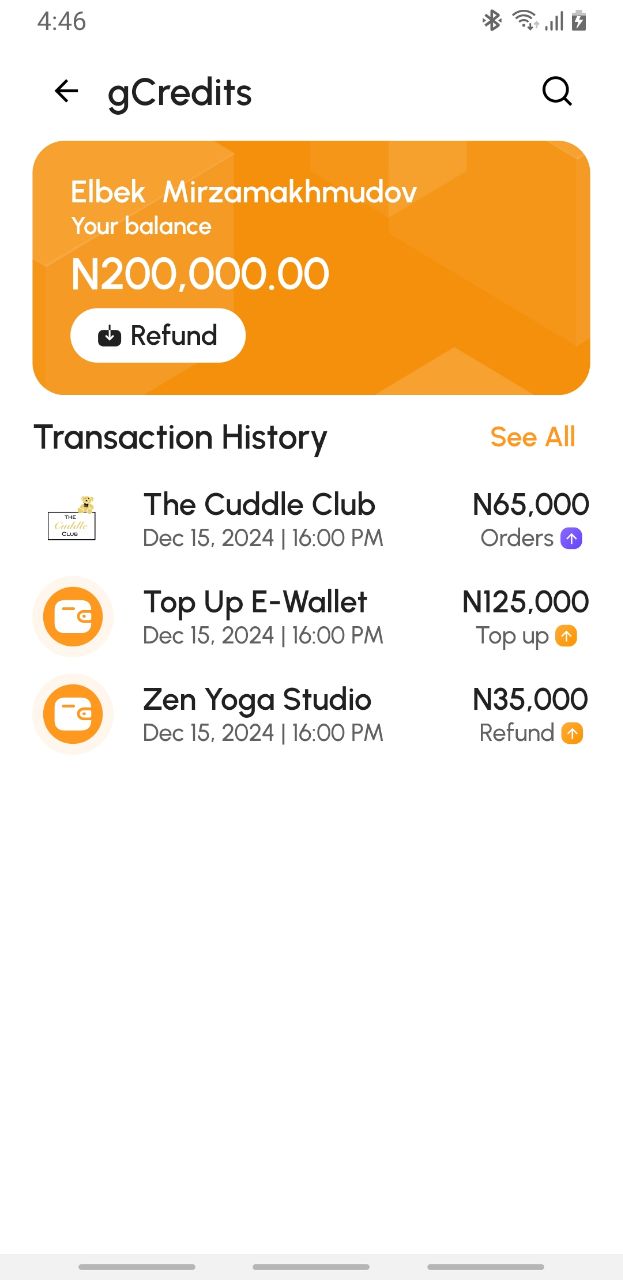 4:46
gCredits
Elbek Mirzamakhmudov
Your balance
N200,000.00
Refund
Transaction History See All
THE
Cuddle
CLUB
The Cuddle Club N65,000
Dec 15, 2024 | 16:00 PM Orders
Top Up E-Wallet N125,000
Dec 15, 2024 | 16:00 PM Top up
Zen Yoga Studio N35,000
Dec 15, 2024 | 16:00 PM Refund